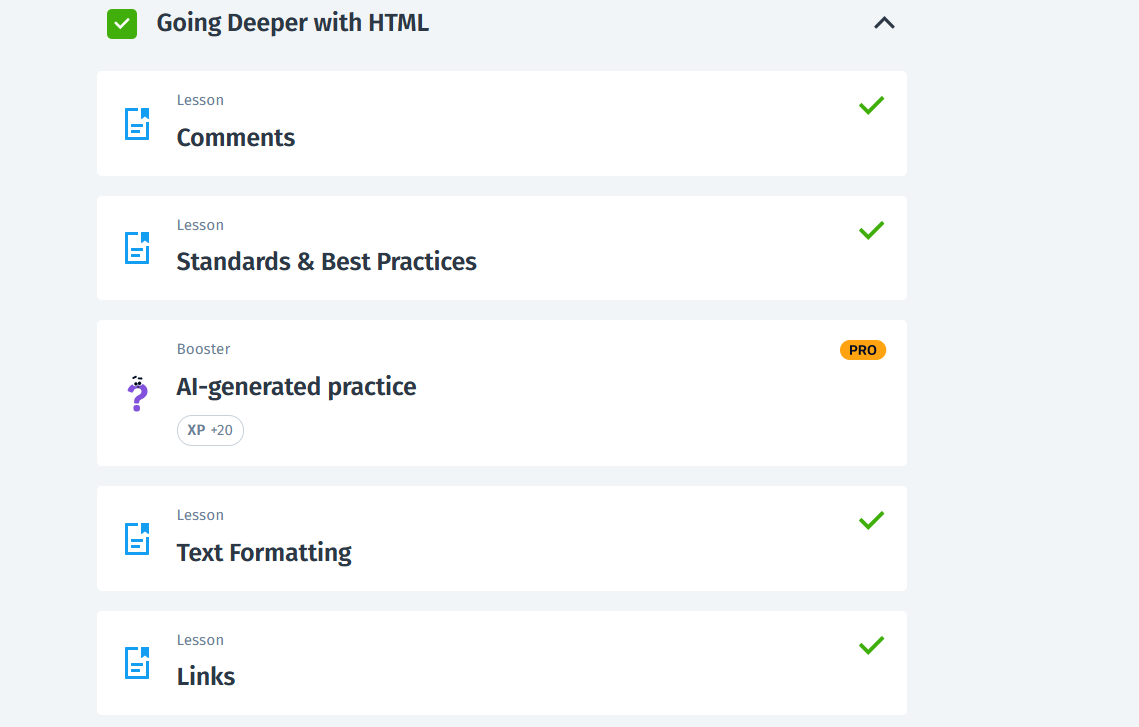 Going Deeper with HTML
Lesson
Comments
Lesson
Standards & Best Practices
Booster
PRO
AI-generated practice
XP +20
Lesson
Text Formatting
Lesson
Links